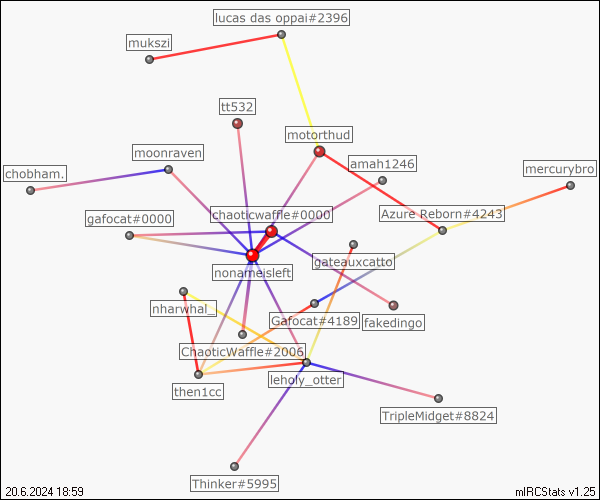 lucas das oppai#2396
mukszi
tt532
motorthud
moonraven
amah1246
chobham.
mercurybro
gafocat#0000
chaoticwaffle#0000
Azure Reborn#4243
nonameisleft
gateauxcatto
nharwhal_
Gafocat#4189
fakedingo
ChaoticWaffle#2006
leholy_otter
then1cc
TripleMidget#8824
Thinker#5995
20.6.2024 18:59
mIRCStats v1.25